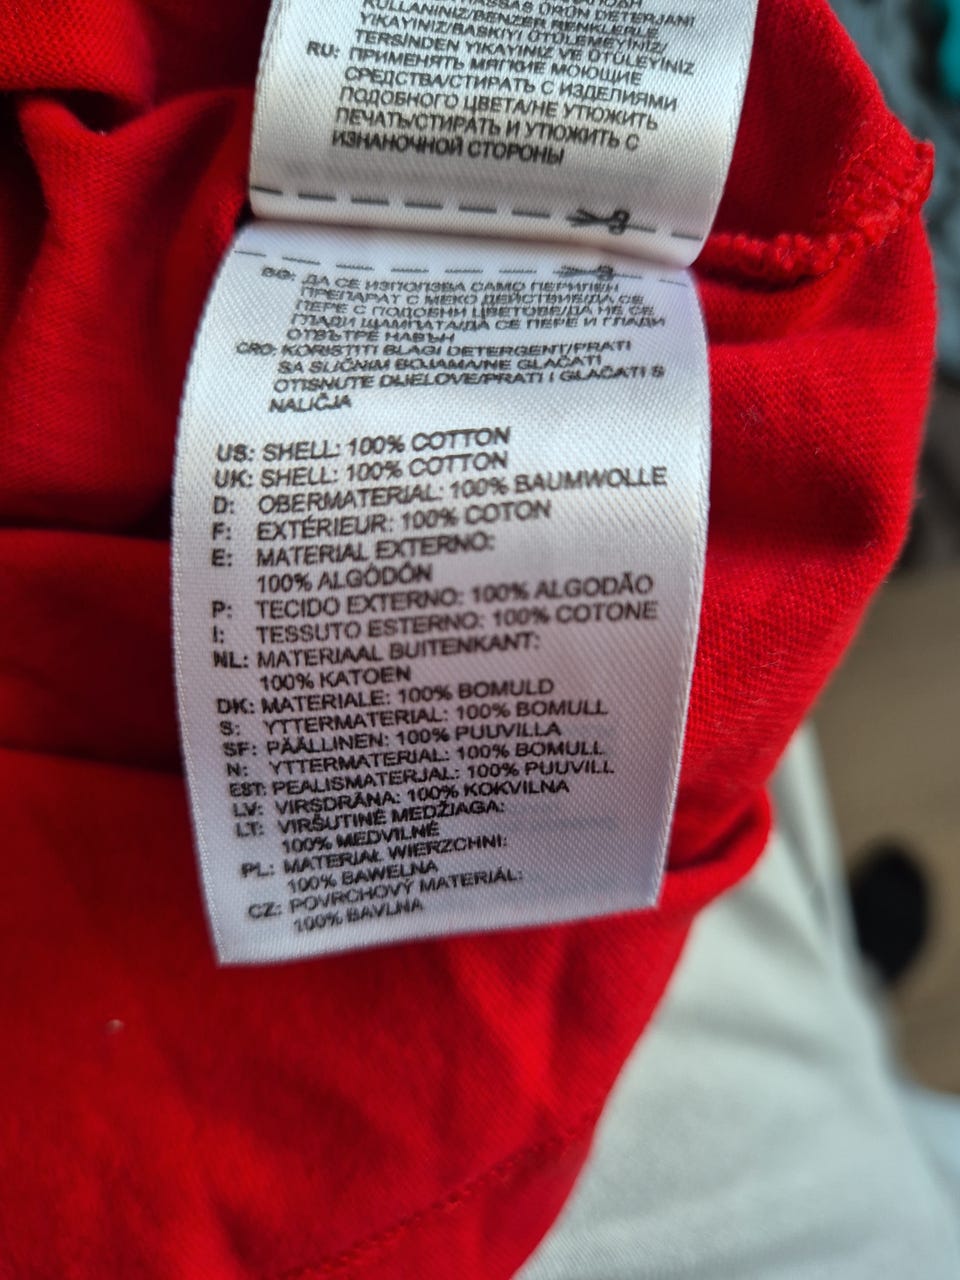 HASSAS ÜRÜN DETERJANI
KULLANINIZ/BENZER RENKLERLE
YIKAYINIZ/BASKIYI ÜTÜLEMEYİNİZ/
TERSİNDEN YIKAYINIZ VE ÜTÜLEYİNİZ
RU: ПРИМЕНЯТЬ МЯГКИЕ МОЮЩИЕ
СРЕДСТВА/СТИРАТЬ С ИЗДЕЛИЯМИ
ПОДОБНОГО ЦВЕТА/НЕ УТЮЖИТЬ
ПЕЧАТЬ/СТИРАТЬ И УТЮЖИТЬ С
ИЗНАНОЧНОЙ СТОРОНЫ
BG: ДА СЕ ИЗПОЛЗВА САМО ПЕРИЛЕН
ПРЕПАРАТ С МЕКО ДЕЙСТВИЕ/ДА СЕ
ПЕРЕ С ПОДОБНИ ЦВЕТОВЕ/ДА НЕ СЕ
ГЛАДИ ЩАМПАТА/ДА СЕ ПЕРЕ И ГЛАДИ
ОТВЪТРЕ НАВЪН
CRO: KORISTITI BLAGI DETERGENT/PRATI
SA SLIČNIM BOJAMA/NE GLAČATI
OTISNUTE DIJELOVE/PRATI I GLAČATI S
NALIČJA
US: SHELL: 100% COTTON
UK: SHELL: 100% COTTON
D: OBERMATERIAL: 100% BAUMWOLLE
F: EXTÉRIEUR: 100% COTON
E: MATERIAL EXTERNO:
100% ALGODÓN
P: TECIDO EXTERNO: 100% ALGODÃO
I: TESSUTO ESTERNO: 100% COTONE
NL: MATERIAAL BUITENKANT:
100% KATOEN
DK: MATERIALE: 100% BOMULD
S: YTTERMATERIAL: 100% BOMULL
SF: PÄÄLLINEN: 100% PUUVILLA
N: YTTERMATERIAL: 100% BOMULL
EST: PEALISMATERJAL: 100% PUUVILL
LV: VIRSDRĀNA: 100% KOKVILNA
LT: VIRŠUTINĖ MEDŽIAGA:
100% MEDVILNĖ
PL: MATERIAŁ WIERZCHNI:
100% BAWEŁNA
CZ: POVRCHOVÝ MATERIÁL:
100% BAVLNA